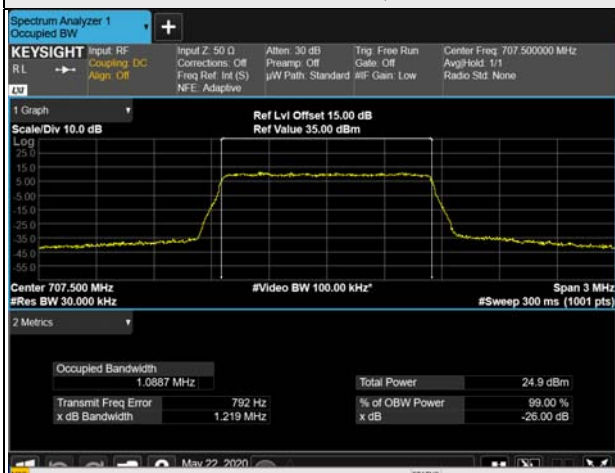 Spectrum Analyzer 1
Occupied BW
+
KEYSIGHT
RL
LXI
Input: RF
Coupling: DC
Align: Off
Input Z: 50 Ω
Corrections: Off
Freq Ref: Int (S)
NFE: Adaptive
Atten: 30 dB
Preamp: Off
µW Path: Standard
Trig: Free Run
Gate: Off
#IF Gain: Low
Center Freq: 707.500000 MHz
Avg|Hold: 1/1
Radio Std: None
1 Graph
Scale/Div 10.0 dB
Ref Lvl Offset 15.00 dB
Ref Value 35.00 dBm
Log
25.0
15.0
5.00
-5.00
-15.0
-25.0
-35.0
-45.0
-55.0
Center 707.500 MHz
#Res BW 30.000 kHz
#Video BW 100.00 kHz*
Span 3 MHz
#Sweep 300 ms (1001 pts)
2 Metrics
Occupied Bandwidth
1.0887 MHz
Transmit Freq Error 792 Hz
x dB Bandwidth 1.219 MHz
Total Power 24.9 dBm
% of OBW Power 99.00 %
x dB -26.00 dB
May 22, 2020